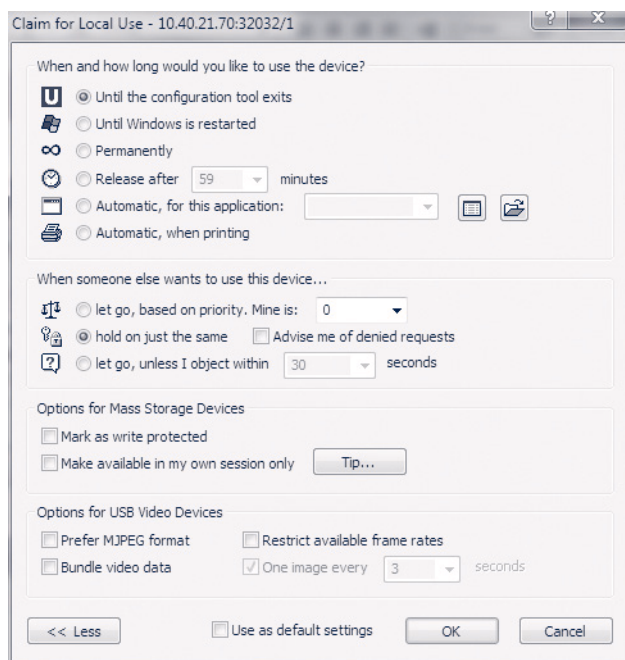 Claim for Local Use - 10.40.21.70:32032/1
When and how long would you like to use the device?
U Until the configuration tool exits
Until Windows is restarted
Permanently
Release after 59 minutes
Automatic, for this application:
Automatic, when printing
When someone else wants to use this device...
let go, based on priority. Mine is: 0
hold on just the same Advise me of denied requests
let go, unless I object within 30 seconds
Options for Mass Storage Devices
Mark as write protected
Make available in my own session only Tip...
Options for USB Video Devices
Prefer MJPEG format Restrict available frame rates
Bundle video data One image every 3 seconds
<< Less Use as default settings OK Cancel